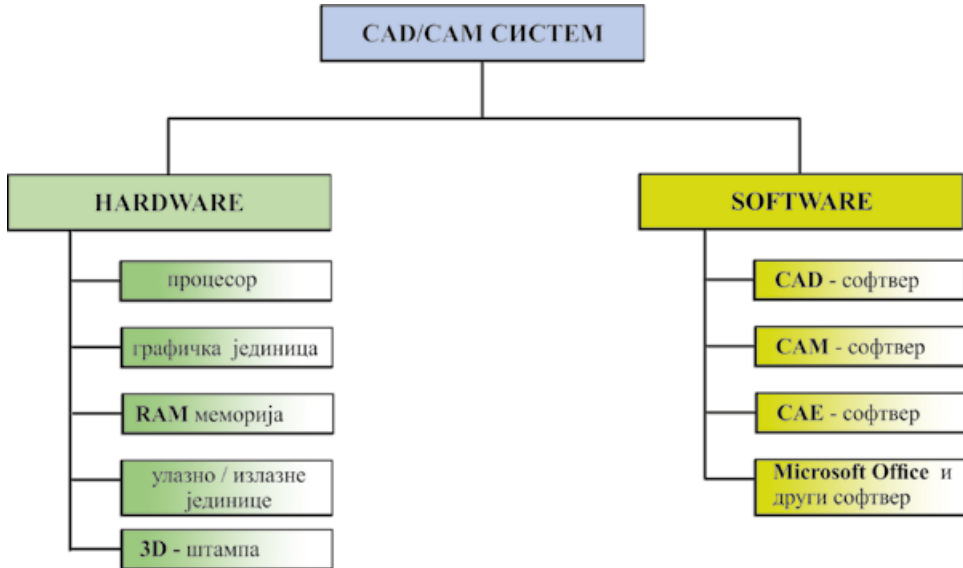 CAD/CAM СИСТЕМ
HARDWARE
процесор
графичка јединица
RAM меморија
улазно / излазне
јединице
3D - штампа
SOFTWARE
CAD - софтвер
CAM - софтвер
CAE - софтвер
Microsoft Office и
други софтвер